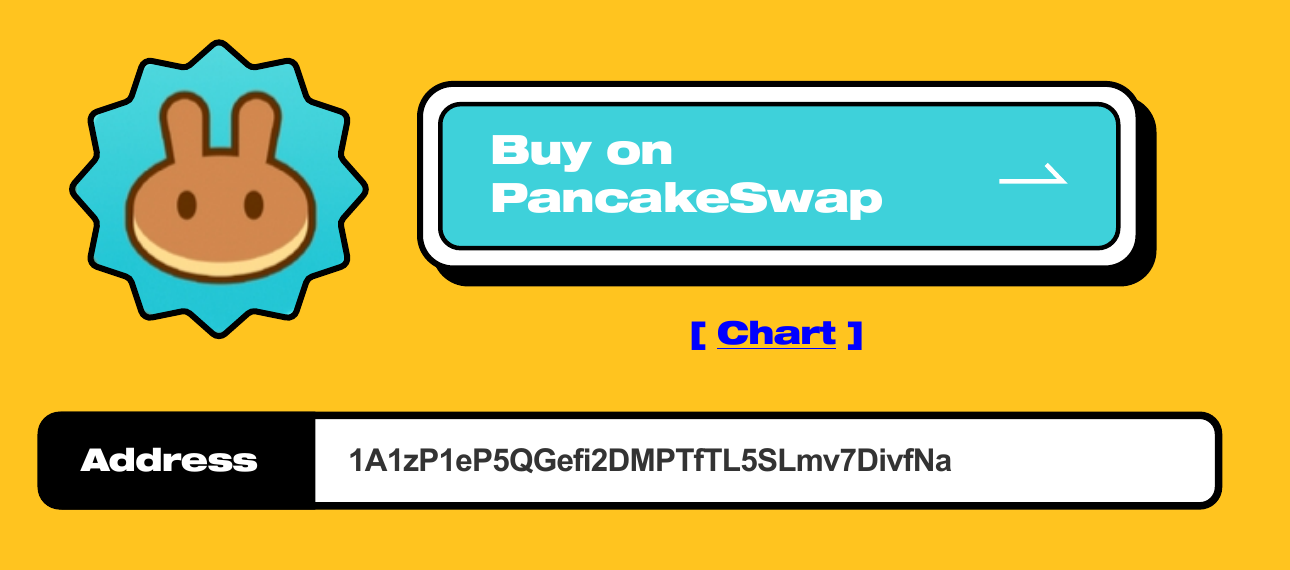 Buy on
PancakeSwap
[ Chart ]
Address
1A1zP1eP5QGefi2DMPTfTL5SLmv7DivfNa